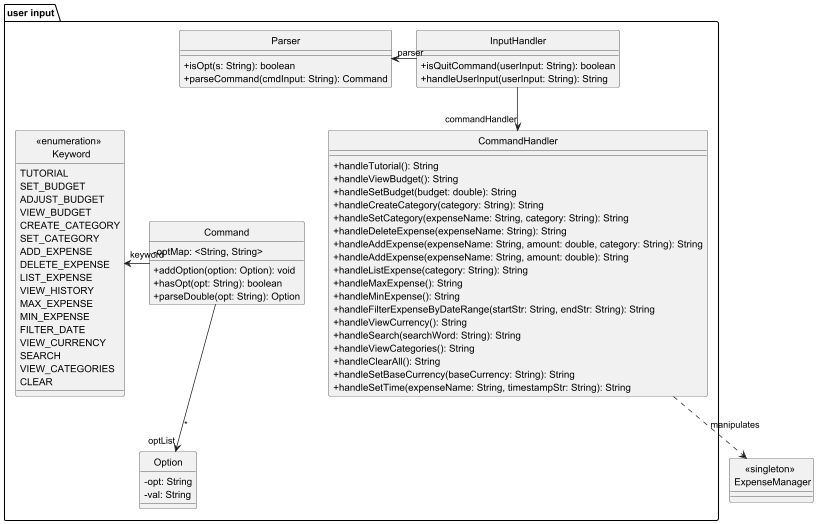 user input
Parser
+isOpt(s: String): boolean
+parseCommand(cmdInput: String): Command
parser
InputHandler
+isQuitCommand(userInput: String): boolean
+handleUserInput(userInput: String): String
commandHandler
«enumeration»
Keyword
TUTORIAL
SET_BUDGET
ADJUST_BUDGET
VIEW_BUDGET
CREATE_CATEGORY
SET_CATEGORY
ADD_EXPENSE
DELETE_EXPENSE
LIST_EXPENSE
VIEW_HISTORY
MAX_EXPENSE
MIN_EXPENSE
FILTER_DATE
VIEW_CURRENCY
SEARCH
VIEW_CATEGORIES
CLEAR
keyword
Command
-optMap: <String, String>
+addOption(option: Option): void
+hasOpt(opt: String): boolean
+parseDouble(opt: String): Option
CommandHandler
+handleTutorial(): String
+handleViewBudget(): String
+handleSetBudget(budget: double): String
+handleCreateCategory(category: String): String
+handleSetCategory(expenseName: String, category: String): String
+handleDeleteExpense(expenseName: String): String
+handleAddExpense(expenseName: String, amount: double, category: String): String
+handleAddExpense(expenseName: String, amount: double): String
+handleListExpense(category: String): String
+handleMaxExpense(): String
+handleMinExpense(): String
+handleFilterExpenseByDateRange(startStr: String, endStr: String): String
+handleViewCurrency(): String
+handleSearch(searchWord: String): String
+handleViewCategories(): String
+handleClearAll(): String
+handleSetBaseCurrency(baseCurrency: String): String
+handleSetTime(expenseName: String, timestampStr: String): String
*
optList
Option
-opt: String
-val: String
manipulates
«singleton»
ExpenseManager